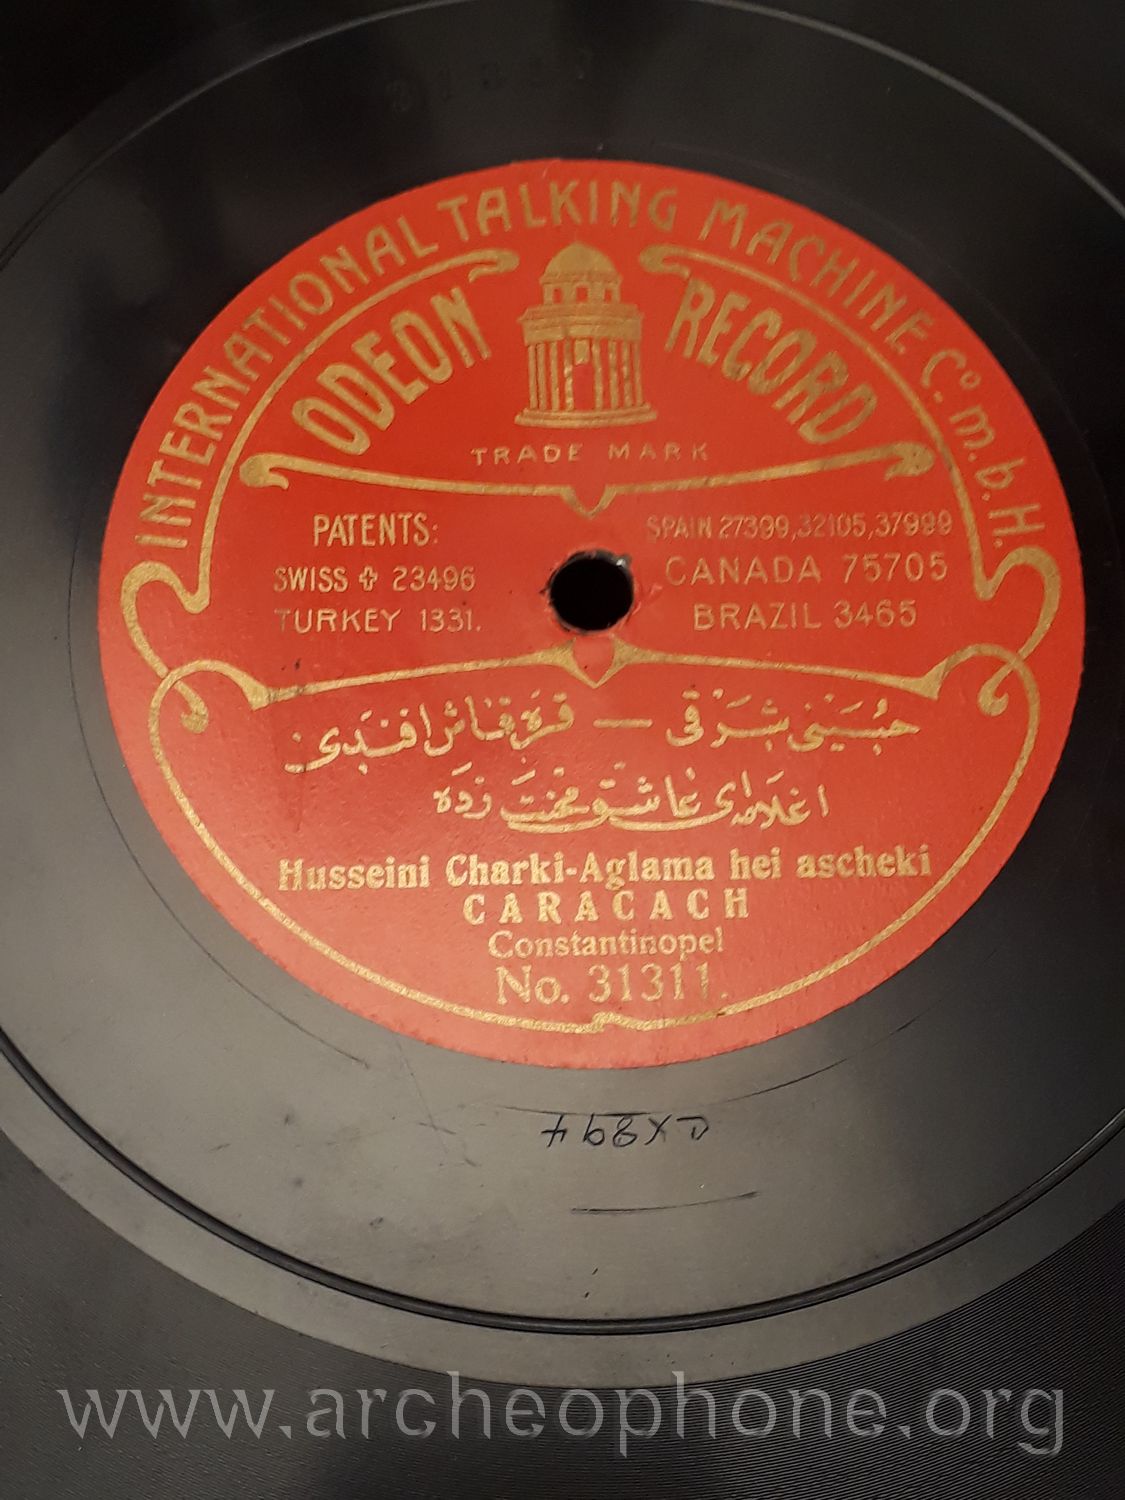 INTERNATIONAL TALKING MACHINE Cº. m. b. H.
ODEON RECORD
TRADE MARK
PATENTS:
SWISS ✚ 23496
TURKEY 1331.
SPAIN 27399, 32105, 37999
CANADA 75705
BRAZIL 3465
حسینی شرقی — قره قاش افندی
اغلامه ای عاشق محنت زده
Husseini Charki-Aglama hei ascheki
CARACACH
Constantinopel
No. 31311.
cx894
www.archeophone.org